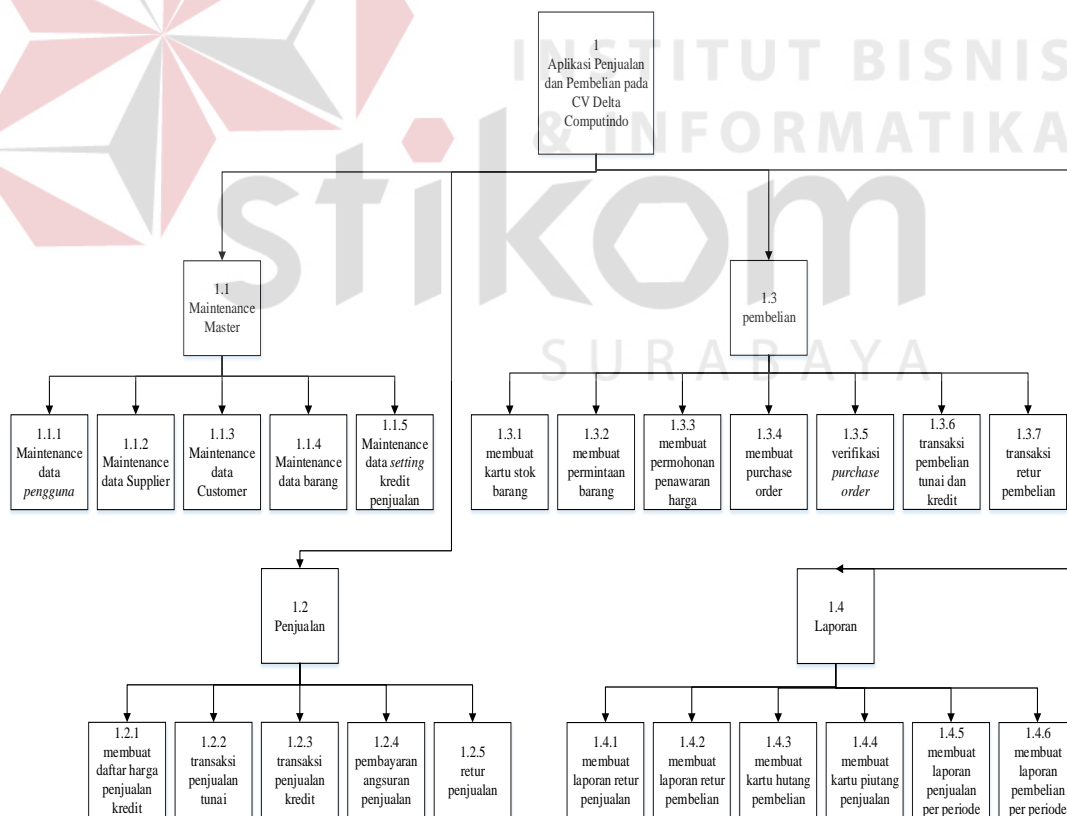 INSTITUT BISNIS
& INFORMATIKA
stikom
SURABAYA
1
Aplikasi Penjualan
dan Pembelian pada
CV Delta
Computindo
1.1
Maintenance
Master
1.3
pembelian
1.1.1
Maintenance
data
pengguna
1.1.2
Maintenance
data Supplier
1.1.3
Maintenance
data
Customer
1.1.4
Maintenance
data barang
1.1.5
Maintenance
data setting
kredit
penjualan
1.3.1
membuat
kartu stok
barang
1.3.2
membuat
permintaan
barang
1.3.3
membuat
permohonan
penawaran
harga
1.3.4
membuat
purchase
order
1.3.5
verifikasi
purchase
order
1.3.6
transaksi
pembelian
tunai dan
kredit
1.3.7
transaksi
retur
pembelian
1.2
Penjualan
1.4
Laporan
1.2.1
membuat
daftar harga
penjualan
kredit
1.2.2
transaksi
penjualan
tunai
1.2.3
transaksi
penjualan
kredit
1.2.4
pembayaran
angsuran
penjualan
1.2.5
retur
penjualan
1.4.1
membuat
laporan retur
penjualan
1.4.2
membuat
laporan retur
pembelian
1.4.3
membuat
kartu hutang
pembelian
1.4.4
membuat
kartu piutang
penjualan
1.4.5
membuat
laporan
penjualan
per periode
1.4.6
membuat
laporan
pembelian
per periode